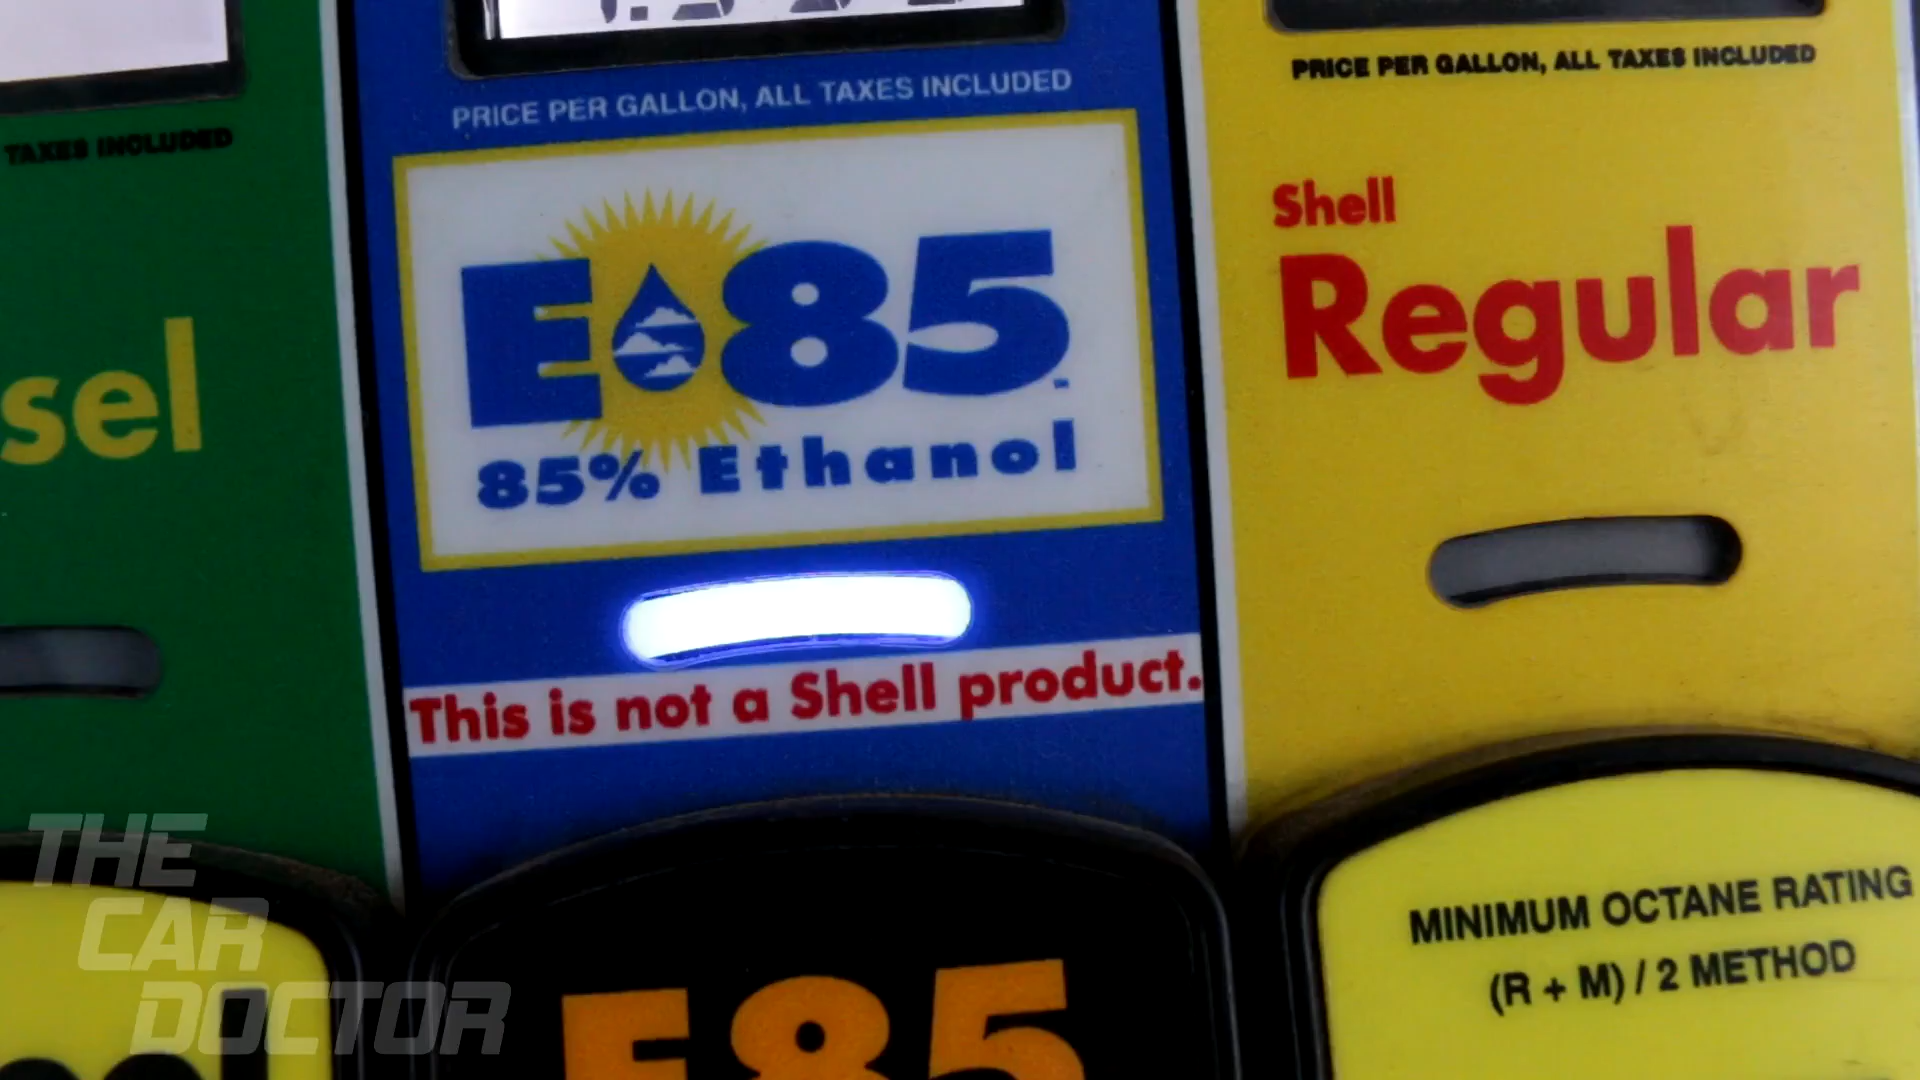 TAXES INCLUDED
sel
PRICE PER GALLON, ALL TAXES INCLUDED
E 85
85% Ethanol
This is not a Shell product.
E85
PRICE PER GALLON, ALL TAXES INCLUDED
Shell
Regular
MINIMUM OCTANE RATING
(R + M) / 2 METHOD
THE
CAR
DOCTOR